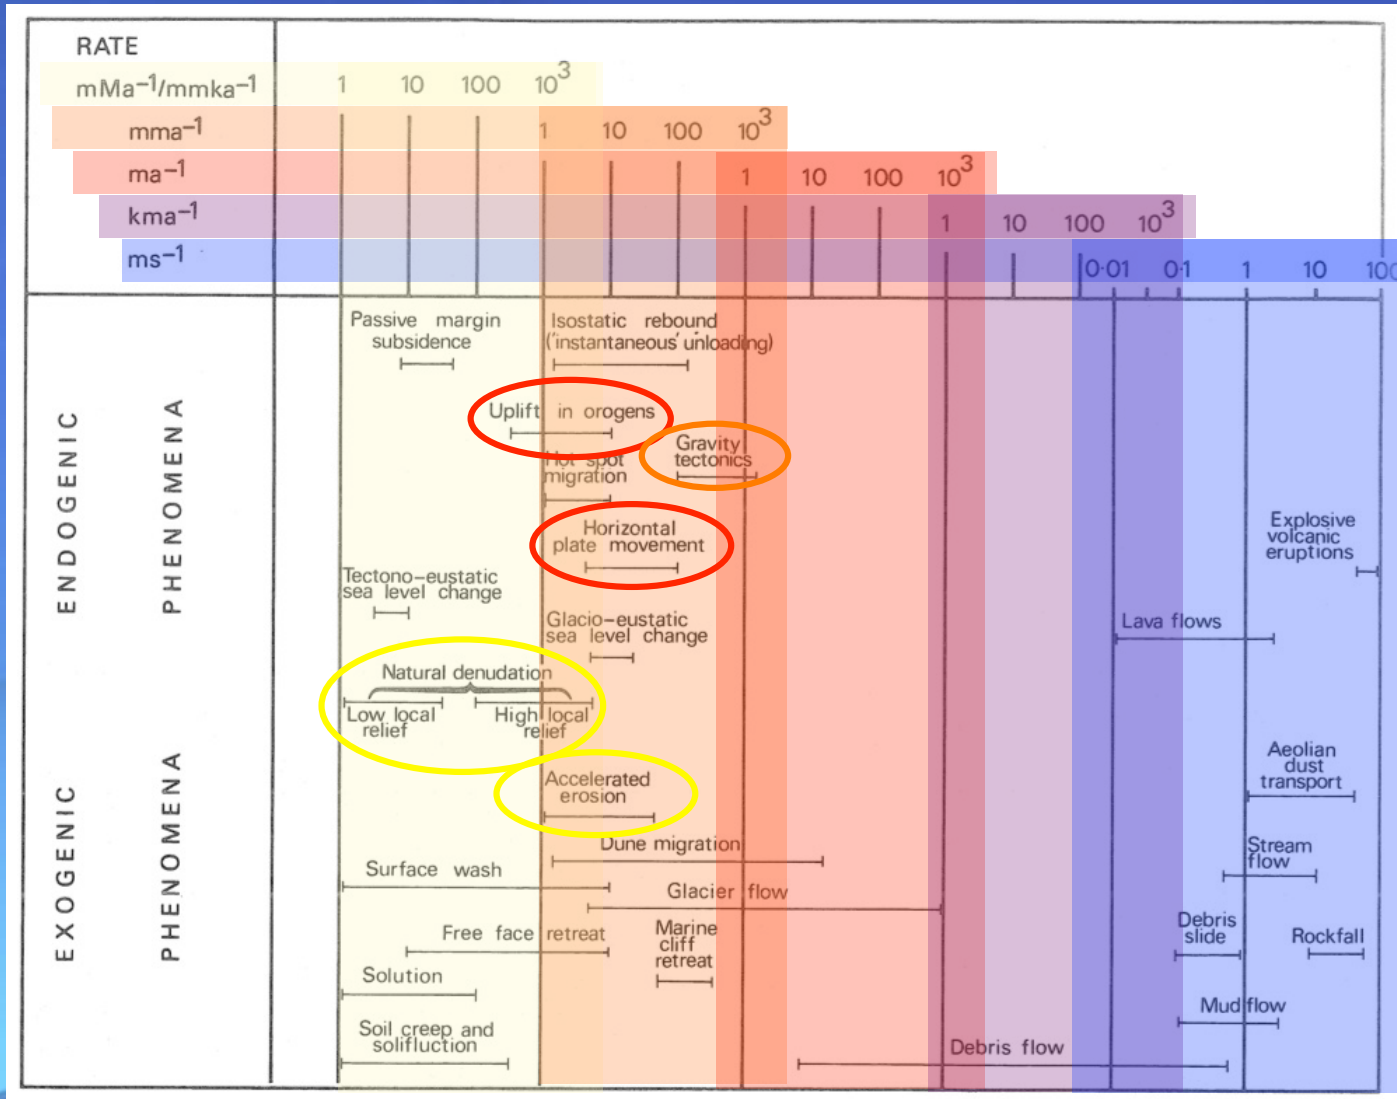 RATE
mMa⁻¹/mmka⁻¹ 1 10 100 10³
mma⁻¹ 1 10 100 10³
ma⁻¹ 1 10 100 10³
kma⁻¹ 1 10 100 10³
ms⁻¹ 0·01 0·1 1 10 100
ENDOGENIC
PHENOMENA
Passive margin
subsidence
Isostatic rebound
('instantaneous' unloading)
Uplift in orogens
Gravity
tectonics
Hot spot
migration
Horizontal
plate movement
Explosive
volcanic
eruptions
Tectono-eustatic
sea level change
Glacio-eustatic
sea level change
Lava flows
EXOGENIC
PHENOMENA
Natural denudation
Low local
relief
High local
relief
Accelerated
erosion
Aeolian
dust
transport
Dune migration
Stream
flow
Surface wash
Glacier flow
Free face retreat
Marine
cliff
retreat
Debris
slide
Rockfall
Solution
Mud flow
Soil creep and
solifluction
Debris flow